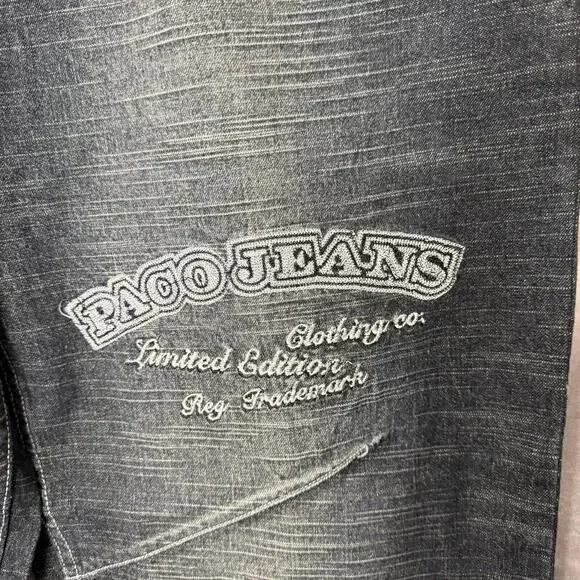 PACO JEANS
Clothing co.
Limited Edition
Reg Trademark